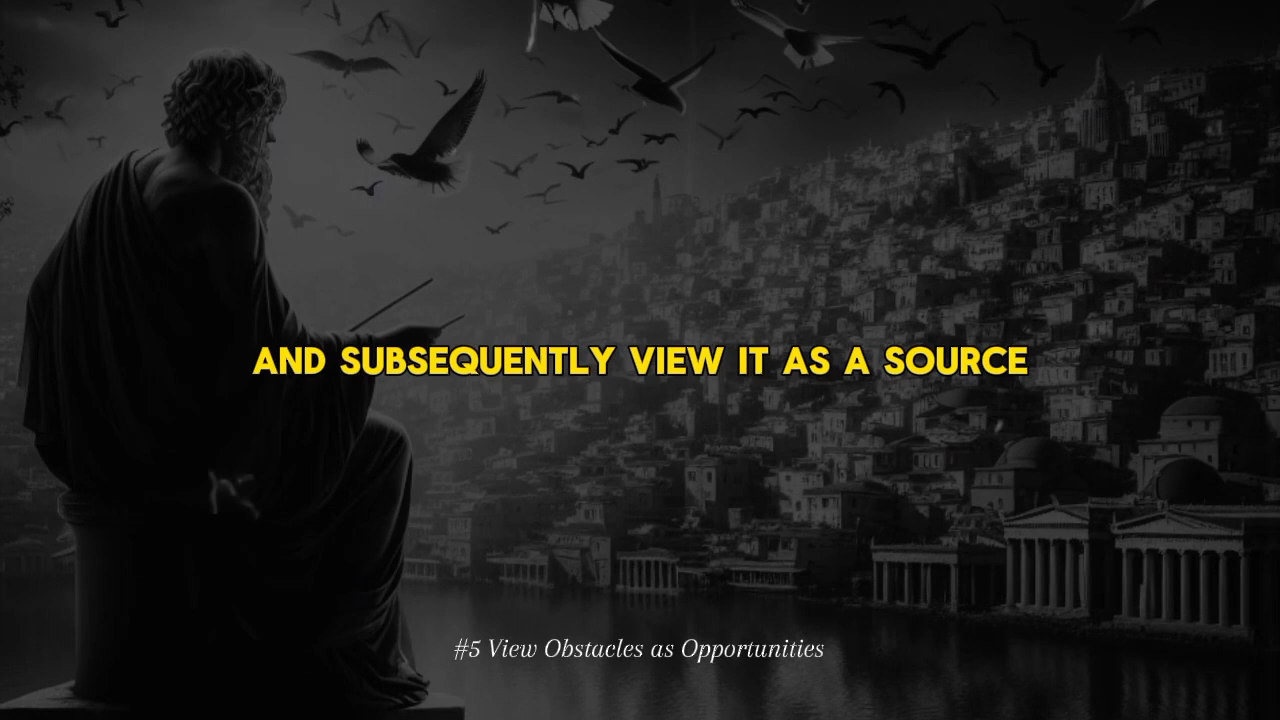 AND SUBSEQUENTLY VIEW IT AS A SOURCE
#5 View Obstacles as Opportunities